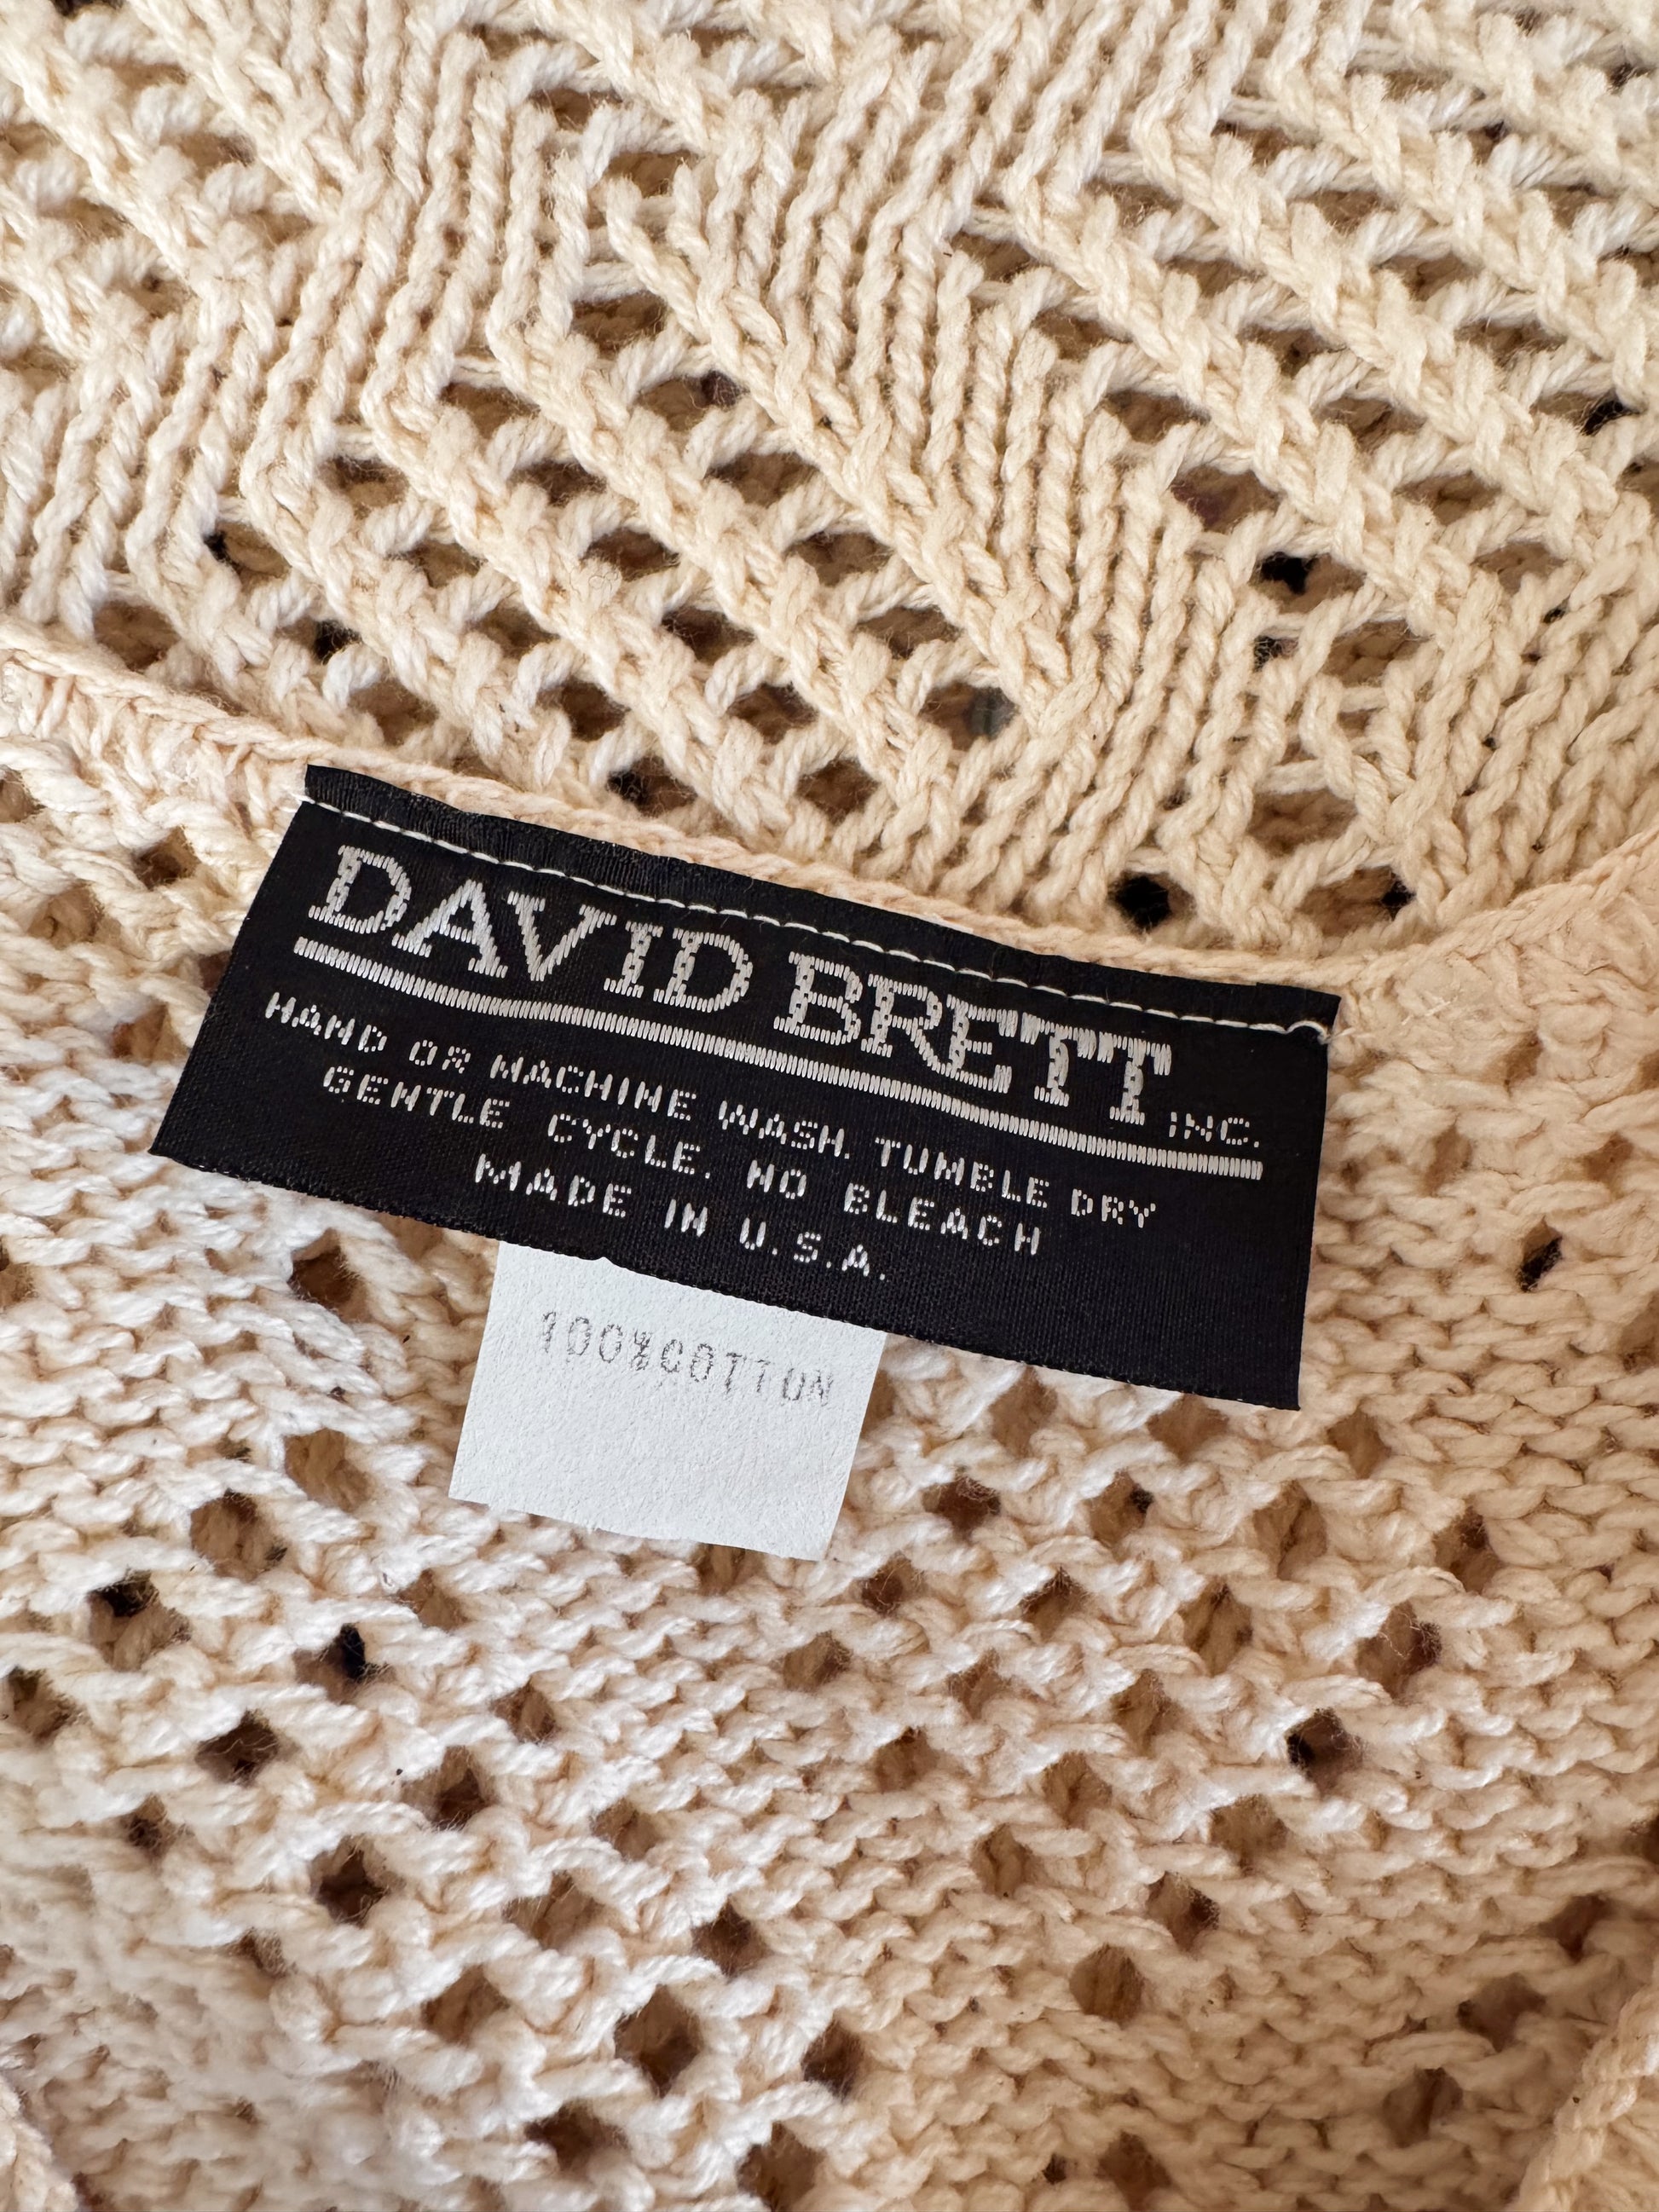 DAVID BRETT INC.
HAND OR MACHINE WASH. TUMBLE DRY
GENTLE CYCLE. NO BLEACH
MADE IN U.S.A.
100%COTTON